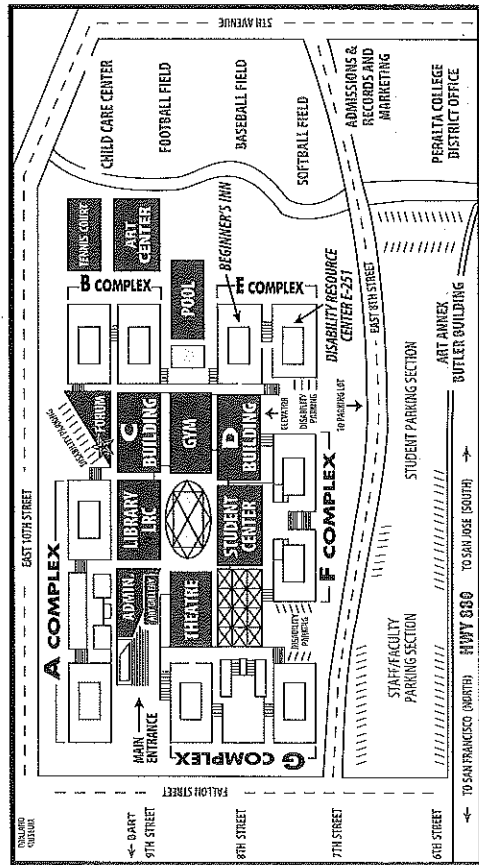 5TH AVENUE
EAST 10TH STREET
CHILD CARE CENTER
FOOTBALL FIELD
BASEBALL FIELD
SOFTBALL FIELD
ADMISSIONS &
RECORDS AND
MARKETING
PERALTA COLLEGE
DISTRICT OFFICE
TENNIS COURT
ART
CENTER
B COMPLEX
POOL
BEGINNER'S INN
E COMPLEX
DISABILITY RESOURCE
CENTER E-251
EAST 8TH STREET
ART ANNEX
BUTLER BUILDING
DISABILITY PARKING
FORUM
C
BUILDING
GYM
D
BUILDING
ELEVATOR
DISABILITY
PARKING
TO PARKING LOT
STUDENT PARKING SECTION
A COMPLEX
LIBRARY
LRC
STUDENT
CENTER
F COMPLEX
ADMIN.
THEATRE
DISABILITY
PARKING
MAIN
ENTRANCE
G COMPLEX
STAFF/FACULTY
PARKING SECTION
TO SAN FRANCISCO (NORTH) HWY 880 TO SAN JOSE (SOUTH)
FALLON STREET
OAKLAND
MUSEUM
BART
9TH STREET
8TH STREET
7TH STREET
6TH STREET